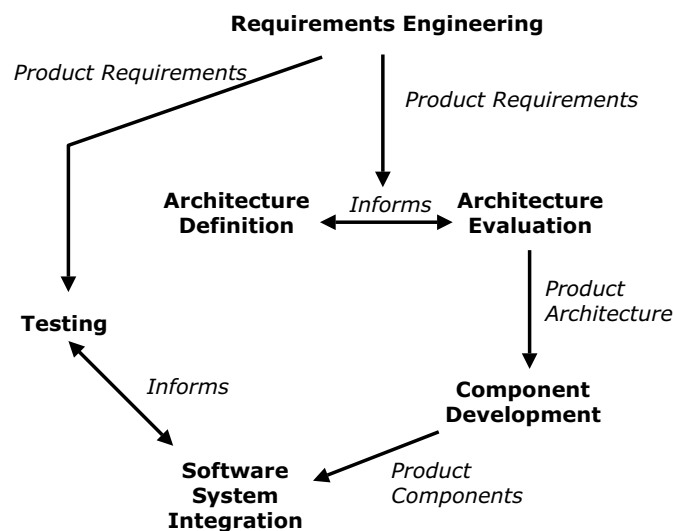 Requirements Engineering
Product Requirements
Product Requirements
Architecture
Definition
Informs
Architecture
Evaluation
Product
Architecture
Testing
Informs
Component
Development
Software
System
Integration
Product
Components